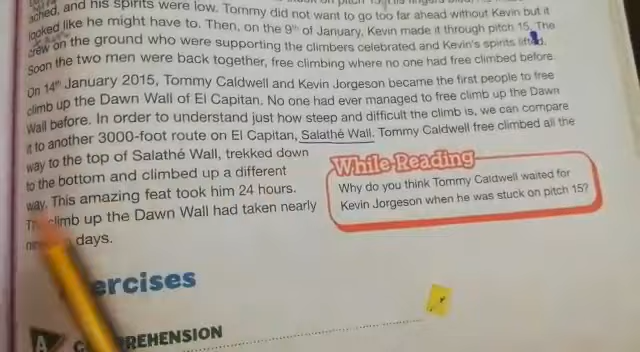 ached, and his spirits were low. Tommy did not want to go too far ahead without Kevin but it
looked like he might have to. Then, on the 9th of January, Kevin made it through pitch 15. The
crew on the ground who were supporting the climbers celebrated and Kevin's spirits lifted.
Soon the two men were back together, free climbing where no one had free climbed before.
On 14th January 2015, Tommy Caldwell and Kevin Jorgeson became the first people to free
climb up the Dawn Wall of El Capitan. No one had ever managed to free climb up the Dawn
Wall before. In order to understand just how steep and difficult the climb is, we can compare
it to another 3000-foot route on El Capitan, Salathé Wall. Tommy Caldwell free climbed all the
way to the top of Salathé Wall, trekked down
to the bottom and climbed up a different
way. This amazing feat took him 24 hours.
climb up the Dawn Wall had taken nearly
days.
While Reading
Why do you think Tommy Caldwell waited for
Kevin Jorgeson when he was stuck on pitch 15?
ercises
A C REHENSION